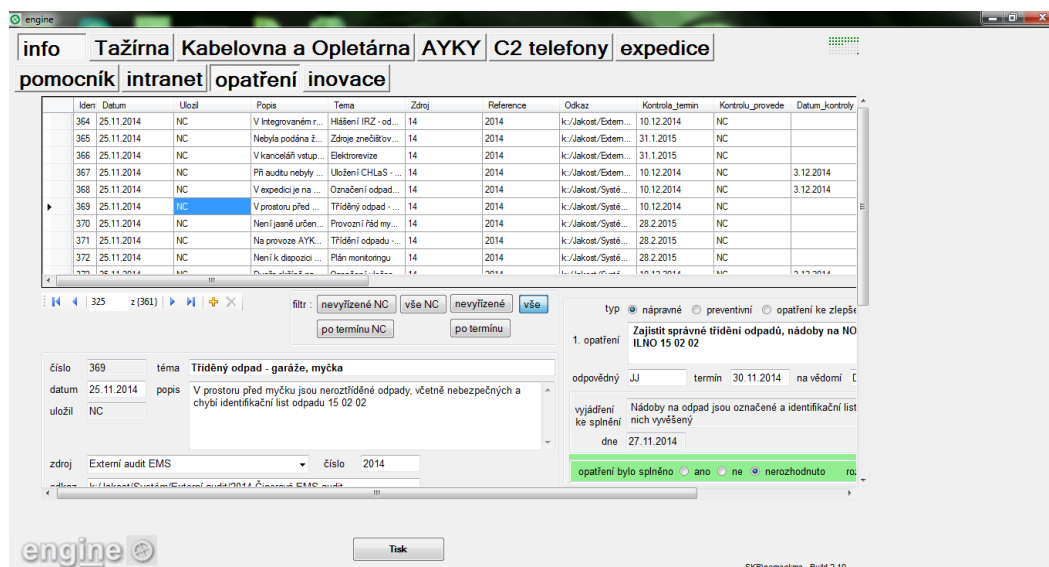 engine
info Tažírna Kabelovna a Opletárna AYKY C2 telefony expedice
pomocník intranet opatření inovace
Iden Datum Uložil Popis Tema Zdroj Reference Odkaz Kontrola_termin Kontrolu_provede Datum_kontroly
364 25.11.2014 NC V Integrovaném r... Hlášení IRZ - od... 14 2014 k:/Jakost/Extern... 10.12.2014 NC
365 25.11.2014 NC Nebyla podána ž... Zdroje znečišťov... 14 2014 k:/Jakost/Extern... 31.1.2015 NC
366 25.11.2014 NC V kanceláři vstup... Elektrorevize 14 2014 k:/Jakost/Extern... 31.1.2015 NC
367 25.11.2014 NC Při auditu nebyly ... Uložení CHLaS - ... 14 2014 k:/Jakost/Extern... 10.12.2014 NC 3.12.2014
368 25.11.2014 NC V expedici je na ... Označení odpad... 14 2014 k:/Jakost/Systé... 10.12.2014 NC 3.12.2014
369 25.11.2014 NC V prostoru před ... Tříděný odpad - ... 14 2014 k:/Jakost/Systé... 10.12.2014 NC
370 25.11.2014 NC Není jasně určen... Provozní řád my... 14 2014 k:/Jakost/Systé... 28.2.2015 NC
371 25.11.2014 NC Na provoze AYK... Třídění odpadu -... 14 2014 k:/Jakost/Systé... 28.2.2015 NC
372 25.11.2014 NC Není k dispozici ... Plán monitoringu 14 2014 k:/Jakost/Systé... 28.2.2015 NC
325 z {361} filtr : nevyřízené NC vše NC nevyřízené vše
po termínu NC po termínu
typ nápravné preventivní opatření ke zlepše
1. opatření Zajistit správné třídění odpadů, nádoby na NO
ILNO 15 02 02
číslo 369 téma Tříděný odpad - garáže, myčka
odpovědný JJ termín 30.11.2014 na vědomí
datum 25.11.2014 popis V prostoru před myčku jsou neroztříděné odpady, včetně nebezpečných a
chybí identifikační list odpadu 15 02 02
uložil NC
vyjádření ke splnění Nádoby na odpad jsou označené a identifikační list
nich vyvěšený
dne 27.11.2014
zdroj Externí audit EMS číslo 2014
opatření bylo splněno ano ne nerozhodnuto roz
odkaz k:/Jakost/Systém/Externí audit/2014 Činerová EMS audit
engine Tisk